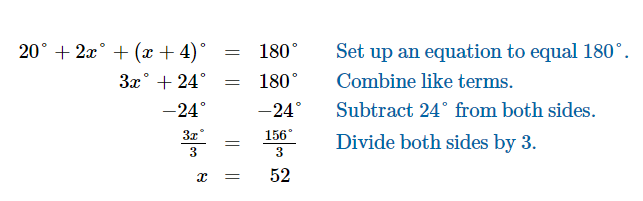 20° + 2x° + (x + 4)° = 180° Set up an equation to equal 180°.
3x° + 24° = 180° Combine like terms.
−24° −24° Subtract 24° from both sides.
3x°/3 = 156°/3 Divide both sides by 3.
x = 52